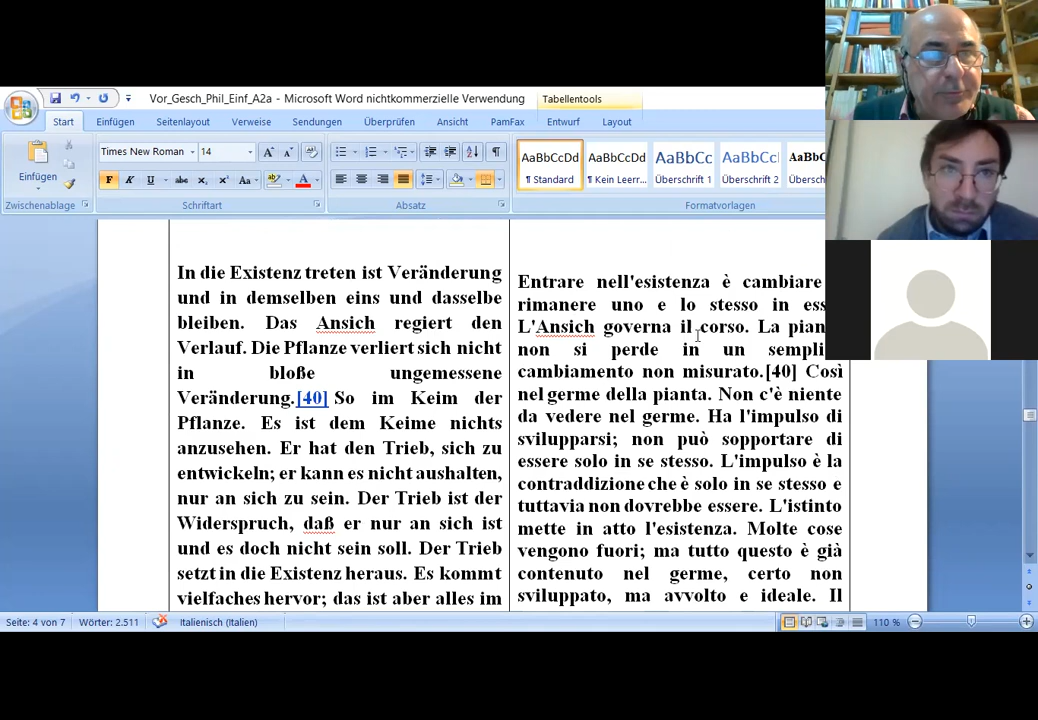 Vor_Gesch_Phil_Einf_A2a - Microsoft Word nichtkommerzielle Verwendung
Tabellentools
Start Einfügen Seitenlayout Verweise Sendungen Überprüfen Ansicht PamFax Entwurf Layout
Einfügen
Times New Roman 14
AaBbCcDd AaBbCcDd AaBbCc AaBbCc AaBb
¶ Standard ¶ Kein Leerr... Überschrift 1 Überschrift 2 Übers
Zwischenablage Schriftart Absatz Formatvorlagen
In die Existenz treten ist Veränderung
und in demselben eins und dasselbe
bleiben. Das Ansich regiert den
Verlauf. Die Pflanze verliert sich nicht
in bloße ungemessene
Veränderung.[40] So im Keim der
Pflanze. Es ist dem Keime nichts
anzusehen. Er hat den Trieb, sich zu
entwickeln; er kann es nicht aushalten,
nur an sich zu sein. Der Trieb ist der
Widerspruch, daß er nur an sich ist
und es doch nicht sein soll. Der Trieb
setzt in die Existenz heraus. Es kommt
vielfaches hervor; das ist aber alles im
Entrare nell'esistenza è cambiare
rimanere uno e lo stesso in ess
L'Ansich governa il corso. La pian
non si perde in un sempli
cambiamento non misurato.[40] Così
nel germe della pianta. Non c'è niente
da vedere nel germe. Ha l'impulso di
svilupparsi; non può sopportare di
essere solo in se stesso. L'impulso è la
contraddizione che è solo in se stesso e
tuttavia non dovrebbe essere. L'istinto
mette in atto l'esistenza. Molte cose
vengono fuori; ma tutto questo è già
contenuto nel germe, certo non
sviluppato, ma avvolto e ideale. Il
Seite: 4 von 7 Wörter: 2.511 Italienisch (Italien) 110 %